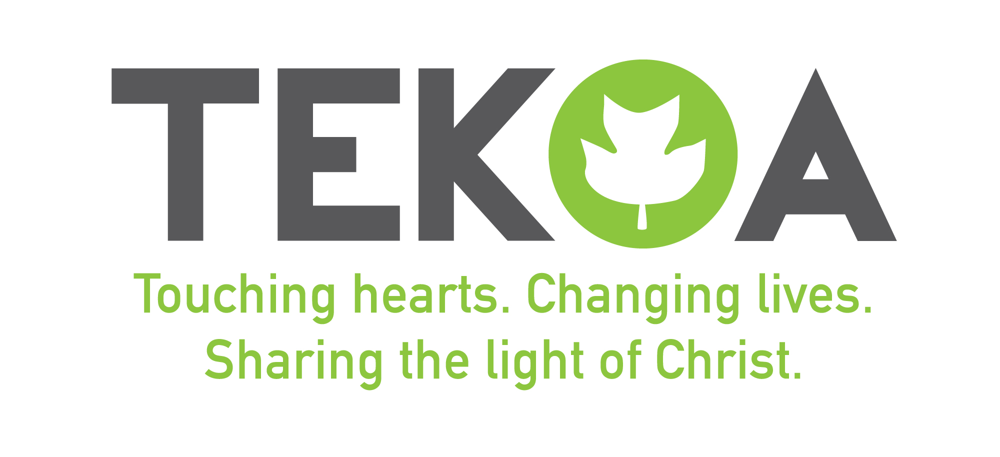 TEKOA
Touching hearts. Changing lives.
Sharing the light of Christ.